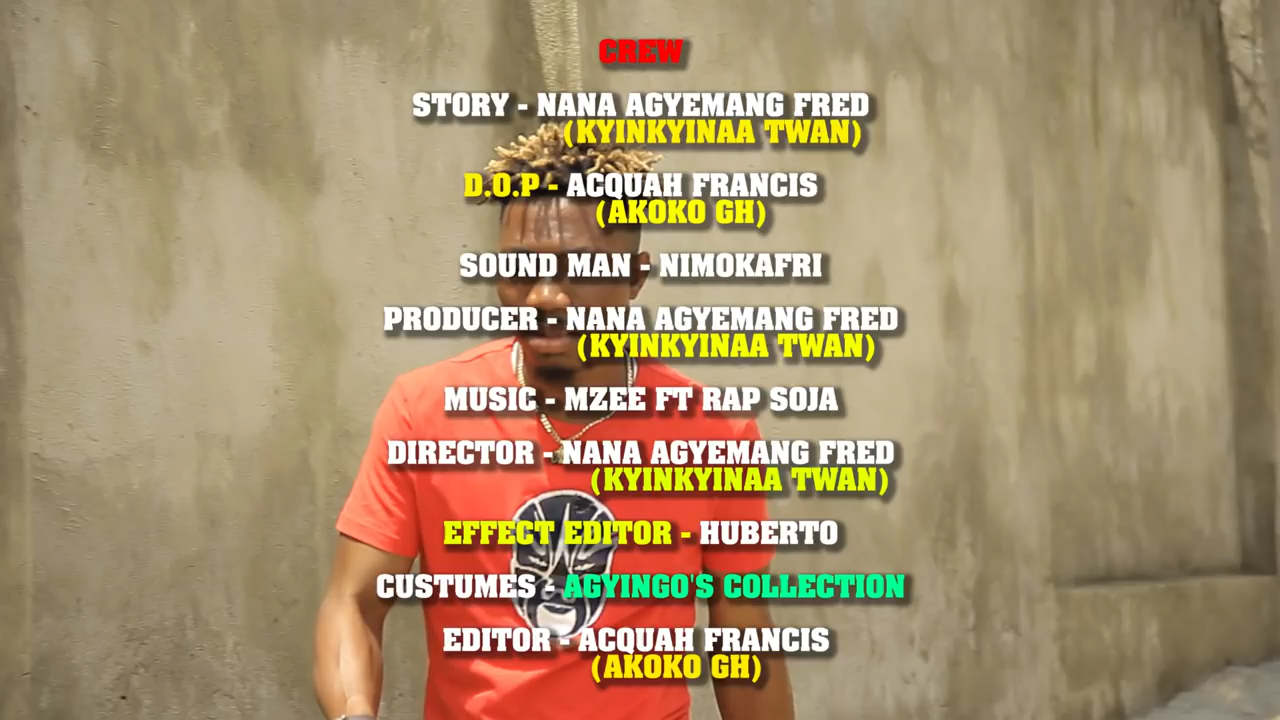 CREW
STORY - NANA AGYEMANG FRED
(KYINKYINAA TWAN)
D.O.P - ACQUAH FRANCIS
(AKOKO GH)
SOUND MAN - NIMOKAFRI
PRODUCER - NANA AGYEMANG FRED
(KYINKYINAA TWAN)
MUSIC - MZEE FT RAP SOJA
DIRECTOR - NANA AGYEMANG FRED
(KYINKYINAA TWAN)
EFFECT EDITOR - HUBERTO
CUSTUMES - AGYINGO'S COLLECTION
EDITOR - ACQUAH FRANCIS
(AKOKO GH)